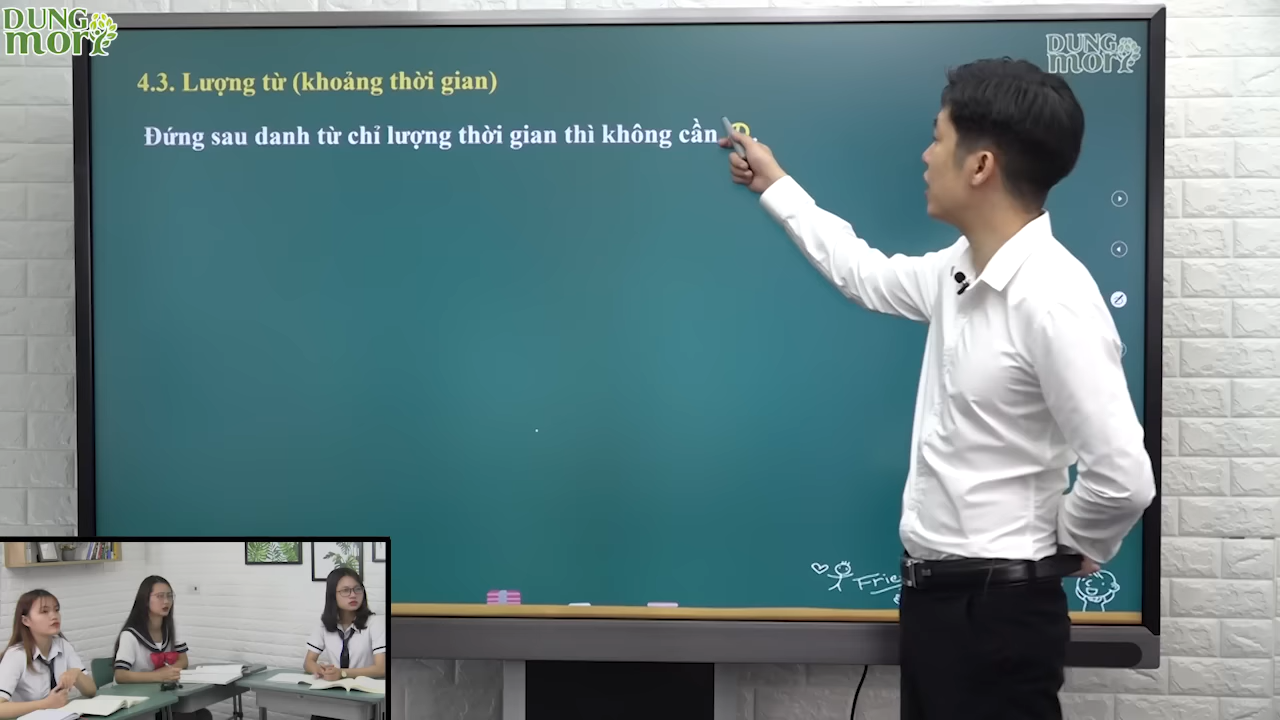 DUNG
mori
DUNG
mori
4.3. Lượng từ (khoảng thời gian)
Đứng sau danh từ chỉ lượng thời gian thì không cần